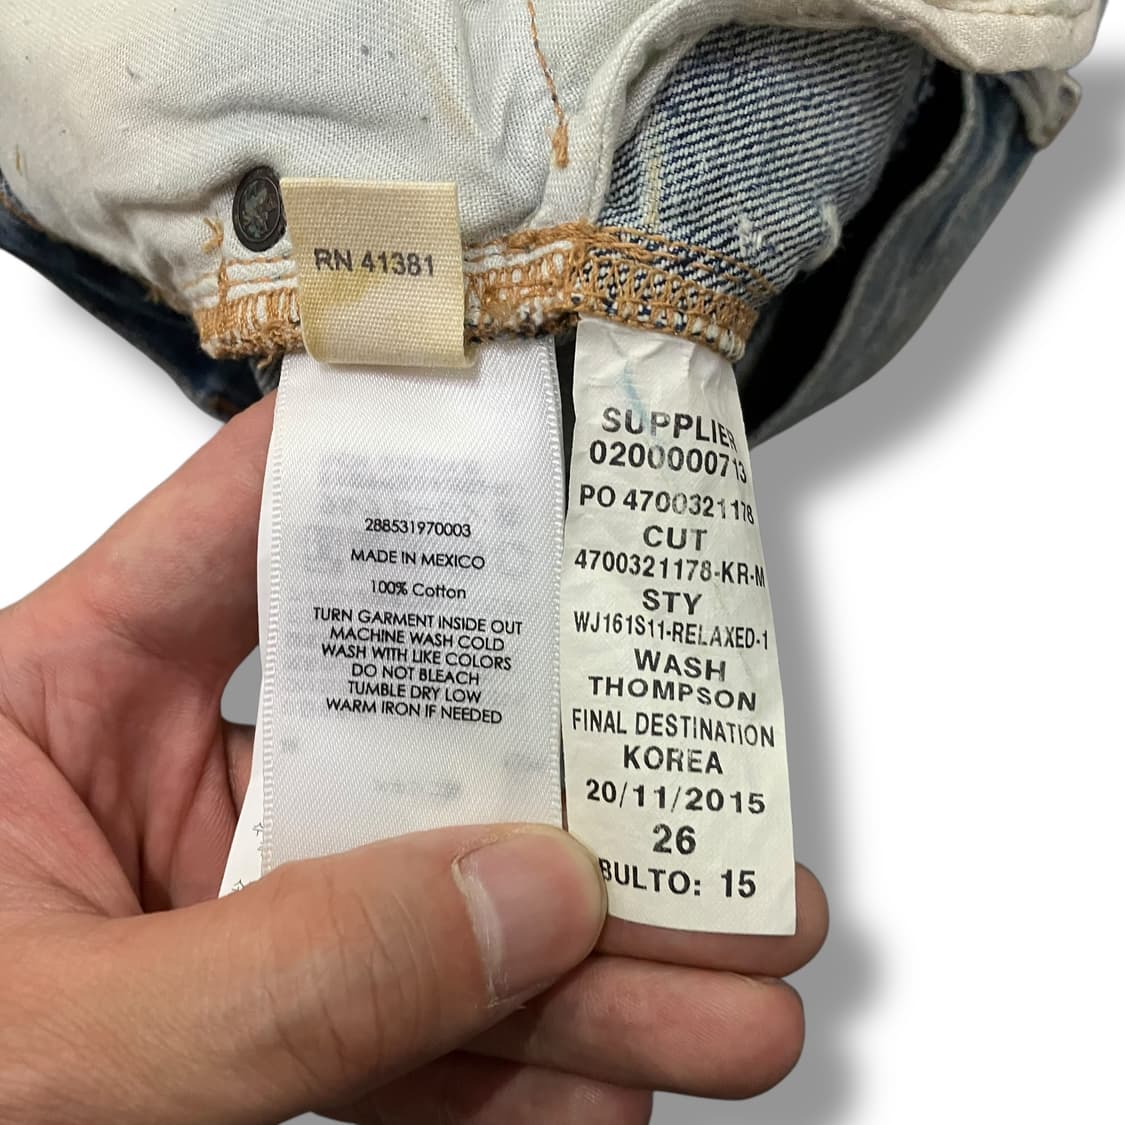 RN 41381
288531970003
MADE IN MEXICO
100% Cotton
TURN GARMENT INSIDE OUT
MACHINE WASH COLD
WASH WITH LIKE COLORS
DO NOT BLEACH
TUMBLE DRY LOW
WARM IRON IF NEEDED
SUPPLIER
0200000713
PO 4700321178
CUT
4700321178-KR-M
STY
WJ161S11-RELAXED-1
WASH
THOMPSON
FINAL DESTINATION
KOREA
20/11/2015
26
BULTO: 15